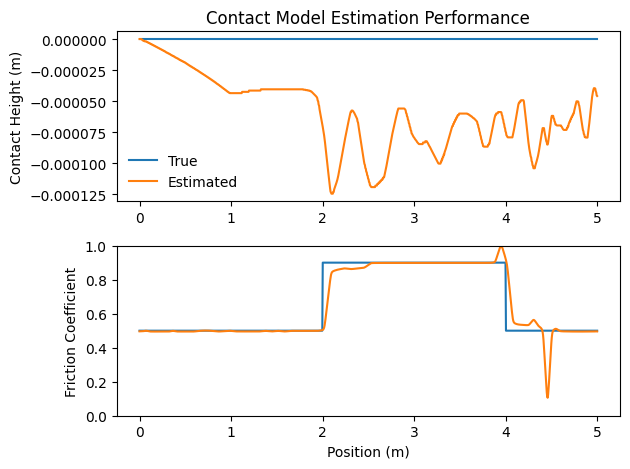 Contact Model Estimation Performance
Contact Height (m)
0.000000
−0.000025
−0.000050
−0.000075
−0.000100
−0.000125
True
Estimated
0 1 2 3 4 5
Friction Coefficient
1.0
0.8
0.6
0.4
0.2
0.0
0 1 2 3 4 5
Position (m)